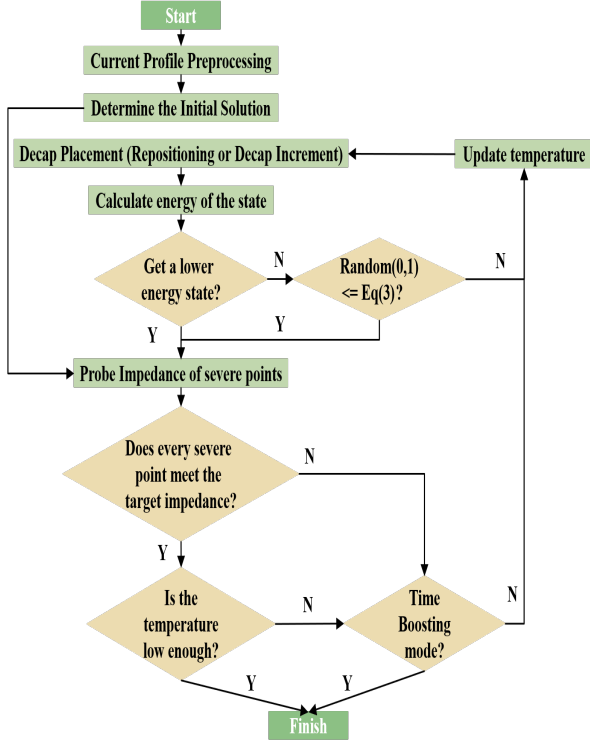 Start
Current Profile Preprocessing
Determine the Initial Solution
Decap Placement (Repositioning or Decap Increment)
Update temperature
Calculate energy of the state
Get a lower
energy state?
N
Random(0,1)
<= Eq(3)?
N
Y
Y
Probe Impedance of severe points
Does every severe
point meet the
target impedance?
N
Y
Is the
temperature
low enough?
N
Time
Boosting
mode?
N
Y
Y
Finish